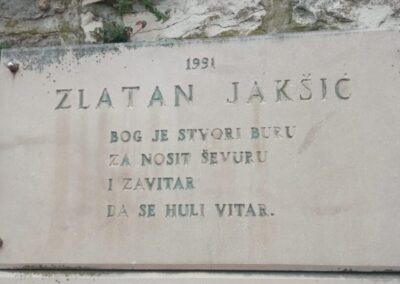 1991
ZLATAN JAKŠIĆ
BOG JE STVORI BURU
ZA NOSIT ŠEVURU
I ZAVITAR
DA SE HULI VITAR.